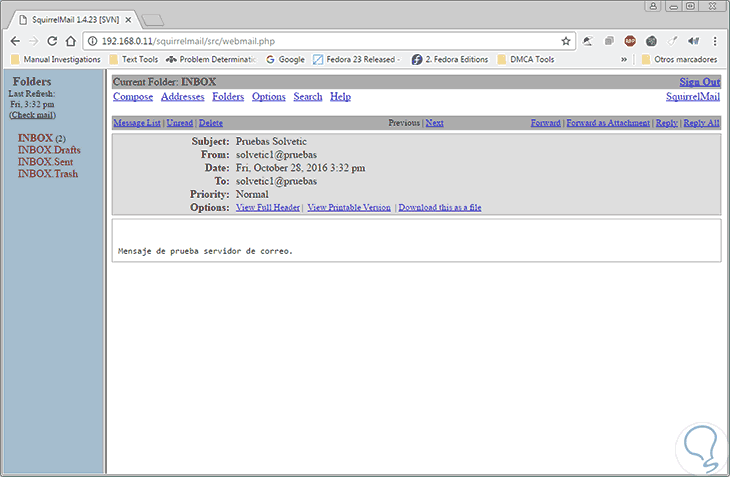 SquirrelMail 1.4.23 [SVN]
192.168.0.11/squirrelmail/src/webmail.php
Manual Investigations Text Tools Problem Determinatic Google Fedora 23 Released - 2. Fedora Editions DMCA Tools » Otros marcadores
Folders
Last Refresh:
Fri, 3:32 pm
(Check mail)
INBOX (2)
INBOX.Drafts
INBOX.Sent
INBOX.Trash
Current Folder: INBOX Sign Out
Compose Addresses Folders Options Search Help SquirrelMail
Message List | Unread | Delete Previous | Next Forward | Forward as Attachment | Reply | Reply All
Subject: Pruebas Solvetic
From: solvetic1@pruebas
Date: Fri, October 28, 2016 3:32 pm
To: solvetic1@pruebas
Priority: Normal
Options: View Full Header | View Printable Version | Download this as a file
Mensaje de prueba servidor de correo.